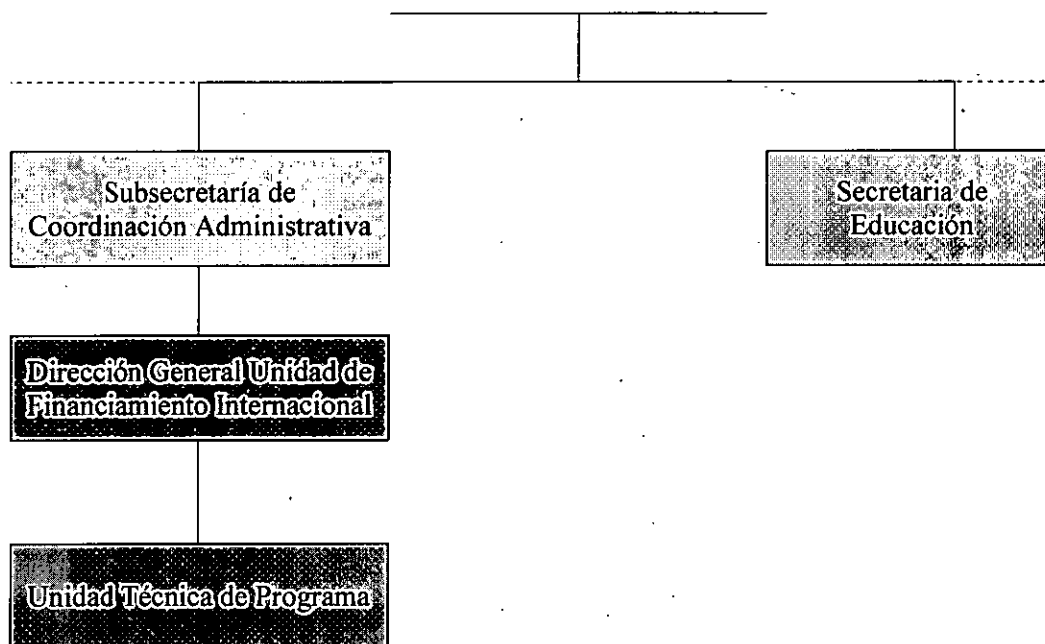 Subsecretaría de
Coordinación Administrativa
Secretaria de
Educación
Dirección General Unidad de
Financiamiento Internacional
Unidad Técnica de Programa